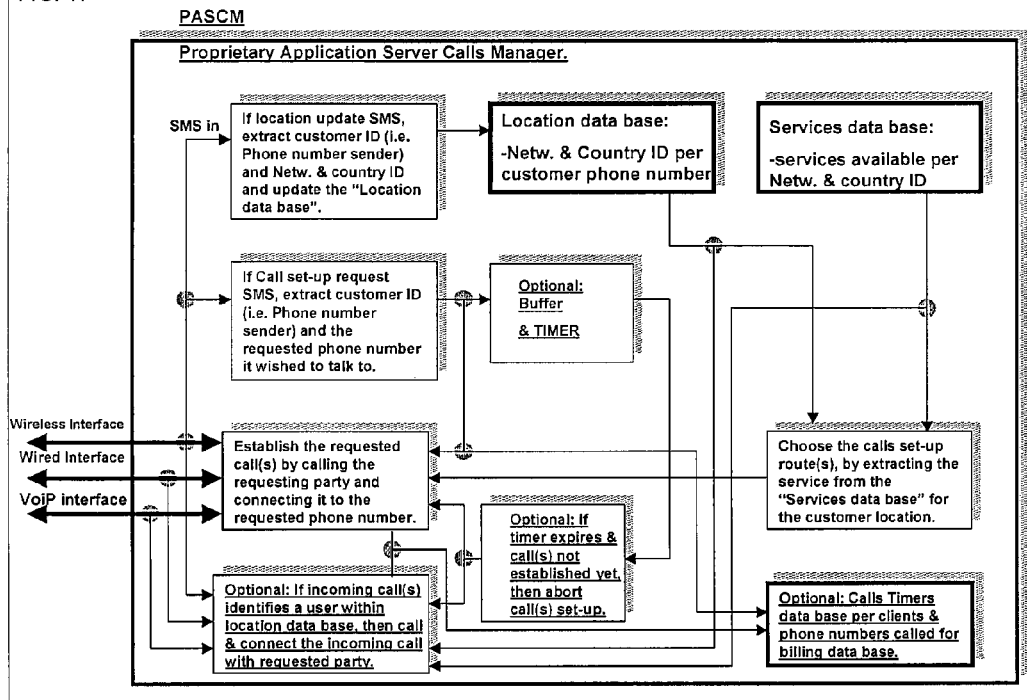 PASCM
Proprietary Application Server Calls Manager.
SMS in
If location update SMS,
extract customer ID (i.e.
Phone number sender)
and Netw. & country ID
and update the “Location
data base”.
Location data base:
-Netw. & Country ID per
customer phone number
Services data base:
-services available per
Netw. & country ID
If Call set-up request
SMS, extract customer ID
(i.e. Phone number
sender) and the
requested phone number
it wished to talk to.
Optional:
Buffer
& TIMER
Wireless Interface
Wired Interface
VoiP interface
Establish the requested
call(s) by calling the
requesting party and
connecting it to the
requested phone number.
Choose the calls set-up
route(s), by extracting the
service from the
“Services data base” for
the customer location.
Optional: If
timer expires &
call(s) not
established yet,
then abort
call(s) set-up.
Optional: If incoming call(s)
identifies a user within
location data base, then call
& connect the incoming call
with requested party.
Optional: Calls Timers
data base per clients &
phone numbers called for
billing data base.